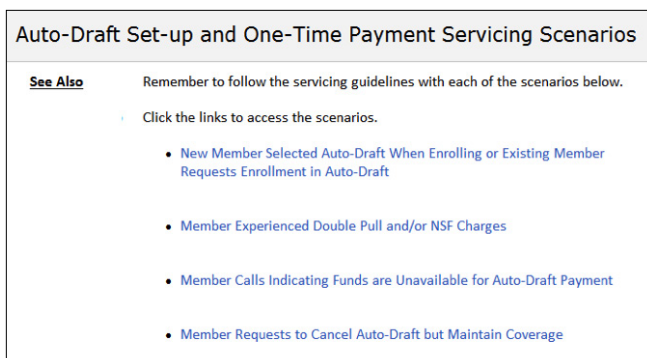 Auto-Draft Set-up and One-Time Payment Servicing Scenarios
See Also
Remember to follow the servicing guidelines with each of the scenarios below.
Click the links to access the scenarios.
• New Member Selected Auto-Draft When Enrolling or Existing Member
Requests Enrollment in Auto-Draft
• Member Experienced Double Pull and/or NSF Charges
• Member Calls Indicating Funds are Unavailable for Auto-Draft Payment
• Member Requests to Cancel Auto-Draft but Maintain Coverage